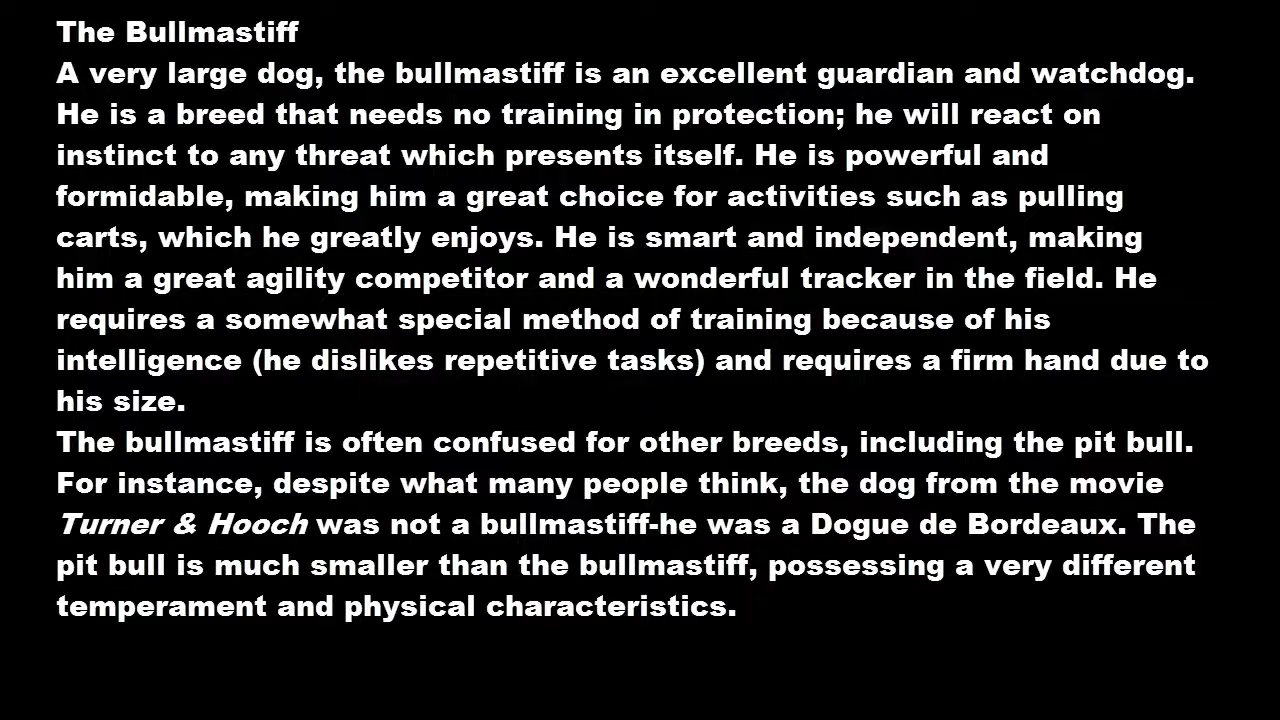 The Bullmastiff
A very large dog, the bullmastiff is an excellent guardian and watchdog.
He is a breed that needs no training in protection; he will react on
instinct to any threat which presents itself. He is powerful and
formidable, making him a great choice for activities such as pulling
carts, which he greatly enjoys. He is smart and independent, making
him a great agility competitor and a wonderful tracker in the field. He
requires a somewhat special method of training because of his
intelligence (he dislikes repetitive tasks) and requires a firm hand due to
his size.
The bullmastiff is often confused for other breeds, including the pit bull.
For instance, despite what many people think, the dog from the movie
Turner & Hooch was not a bullmastiff-he was a Dogue de Bordeaux. The
pit bull is much smaller than the bullmastiff, possessing a very different
temperament and physical characteristics.